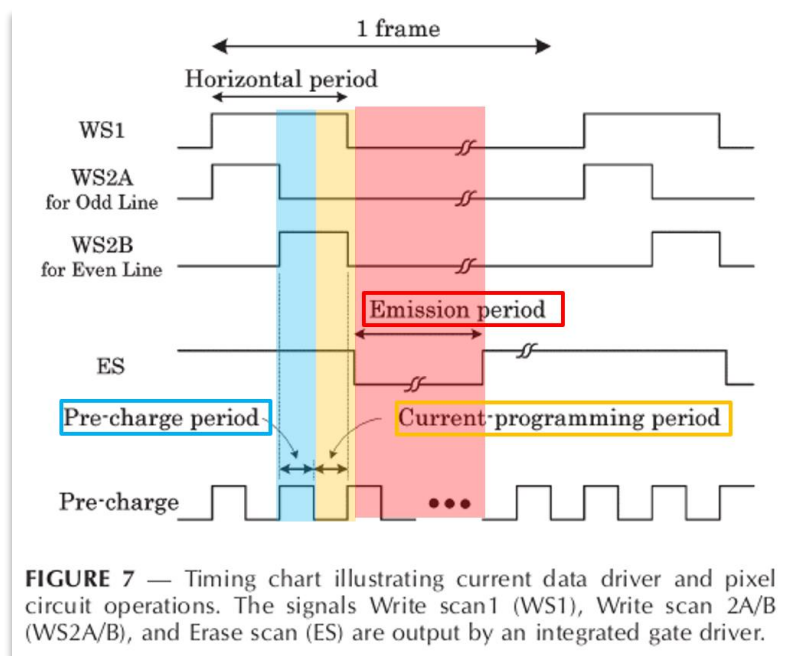 1 frame
Horizontal period
WS1
WS2A
for Odd Line
WS2B
for Even Line
Emission period
ES
Pre-charge period
Current-programming period
Pre-charge
FIGURE 7 — Timing chart illustrating current data driver and pixel
circuit operations. The signals Write scan1 (WS1), Write scan 2A/B
(WS2A/B), and Erase scan (ES) are output by an integrated gate driver.